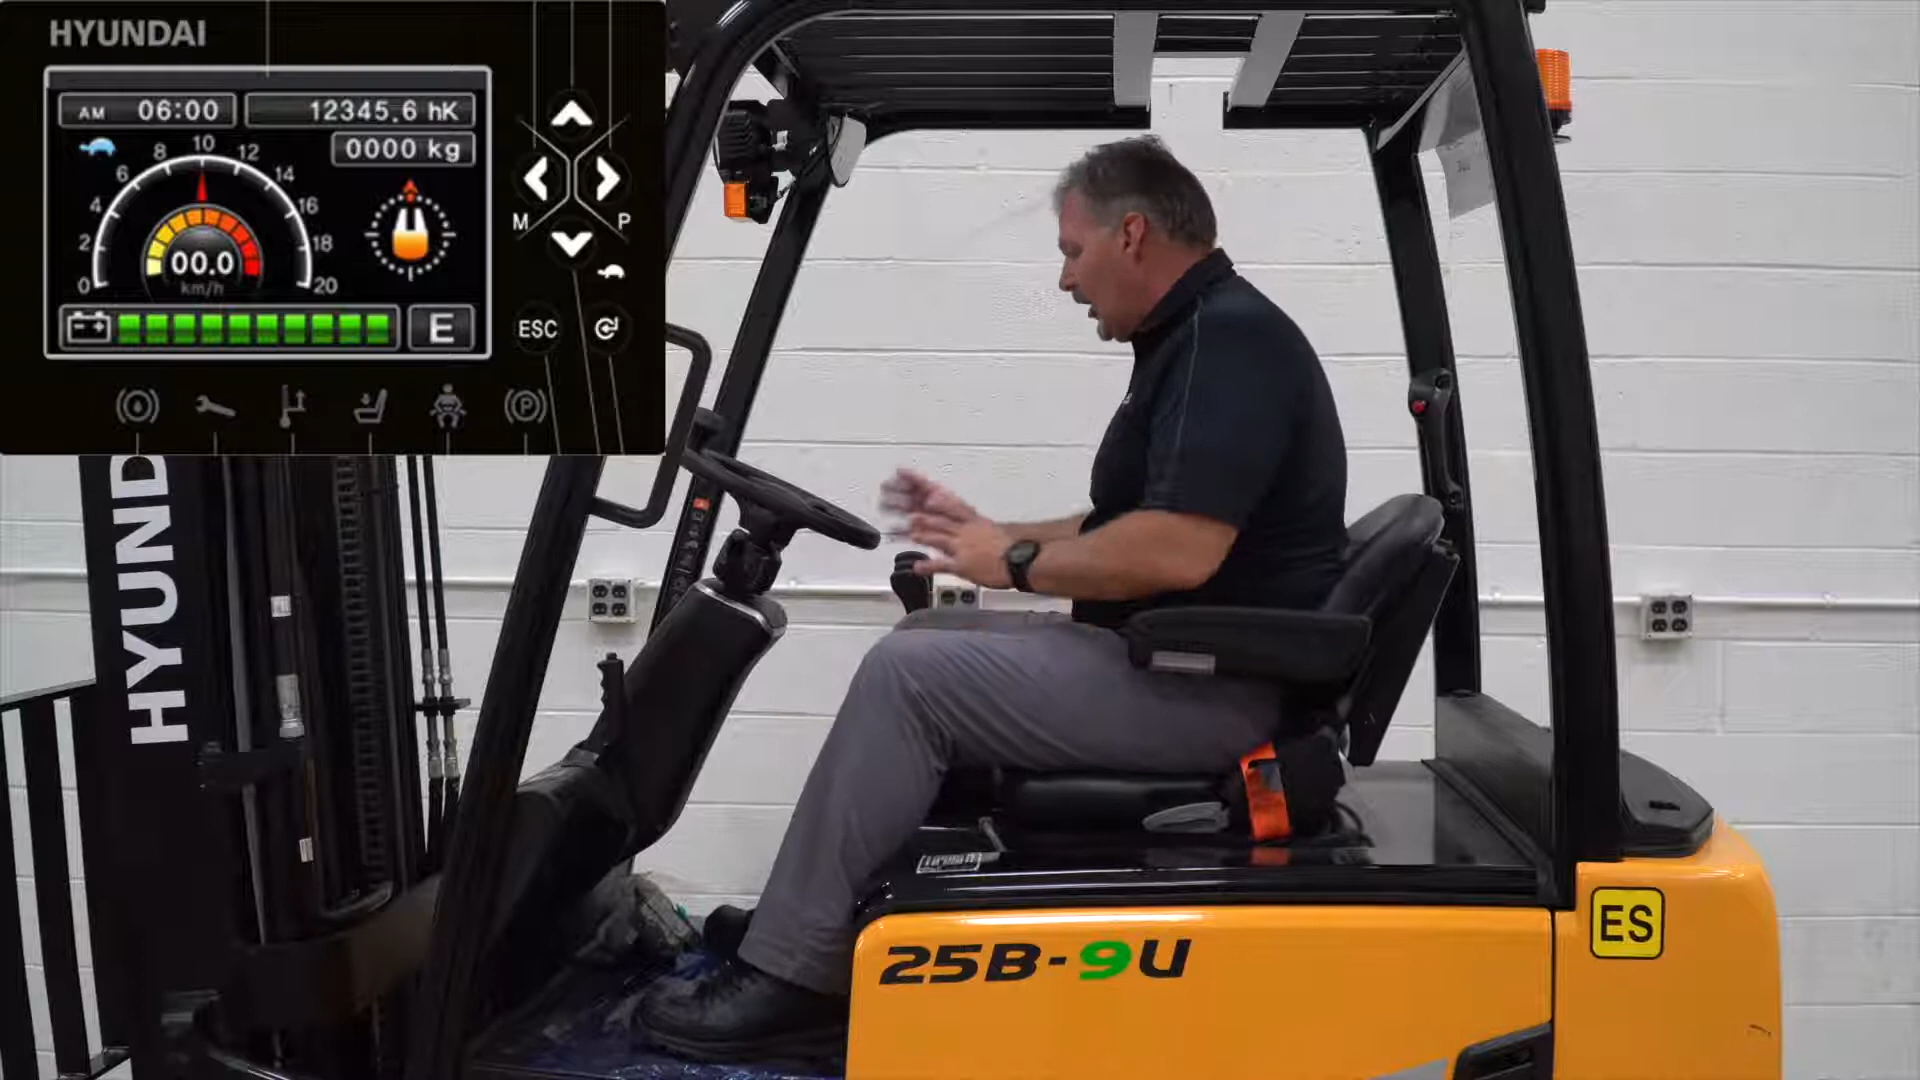 HYUNDAI
AM 06:00
12345.6 hK
0000 kg
0
2
4
6
8
10
12
14
16
18
20
00.0
km/h
E
M
P
ESC
P
HYUND
25B-9U
ES